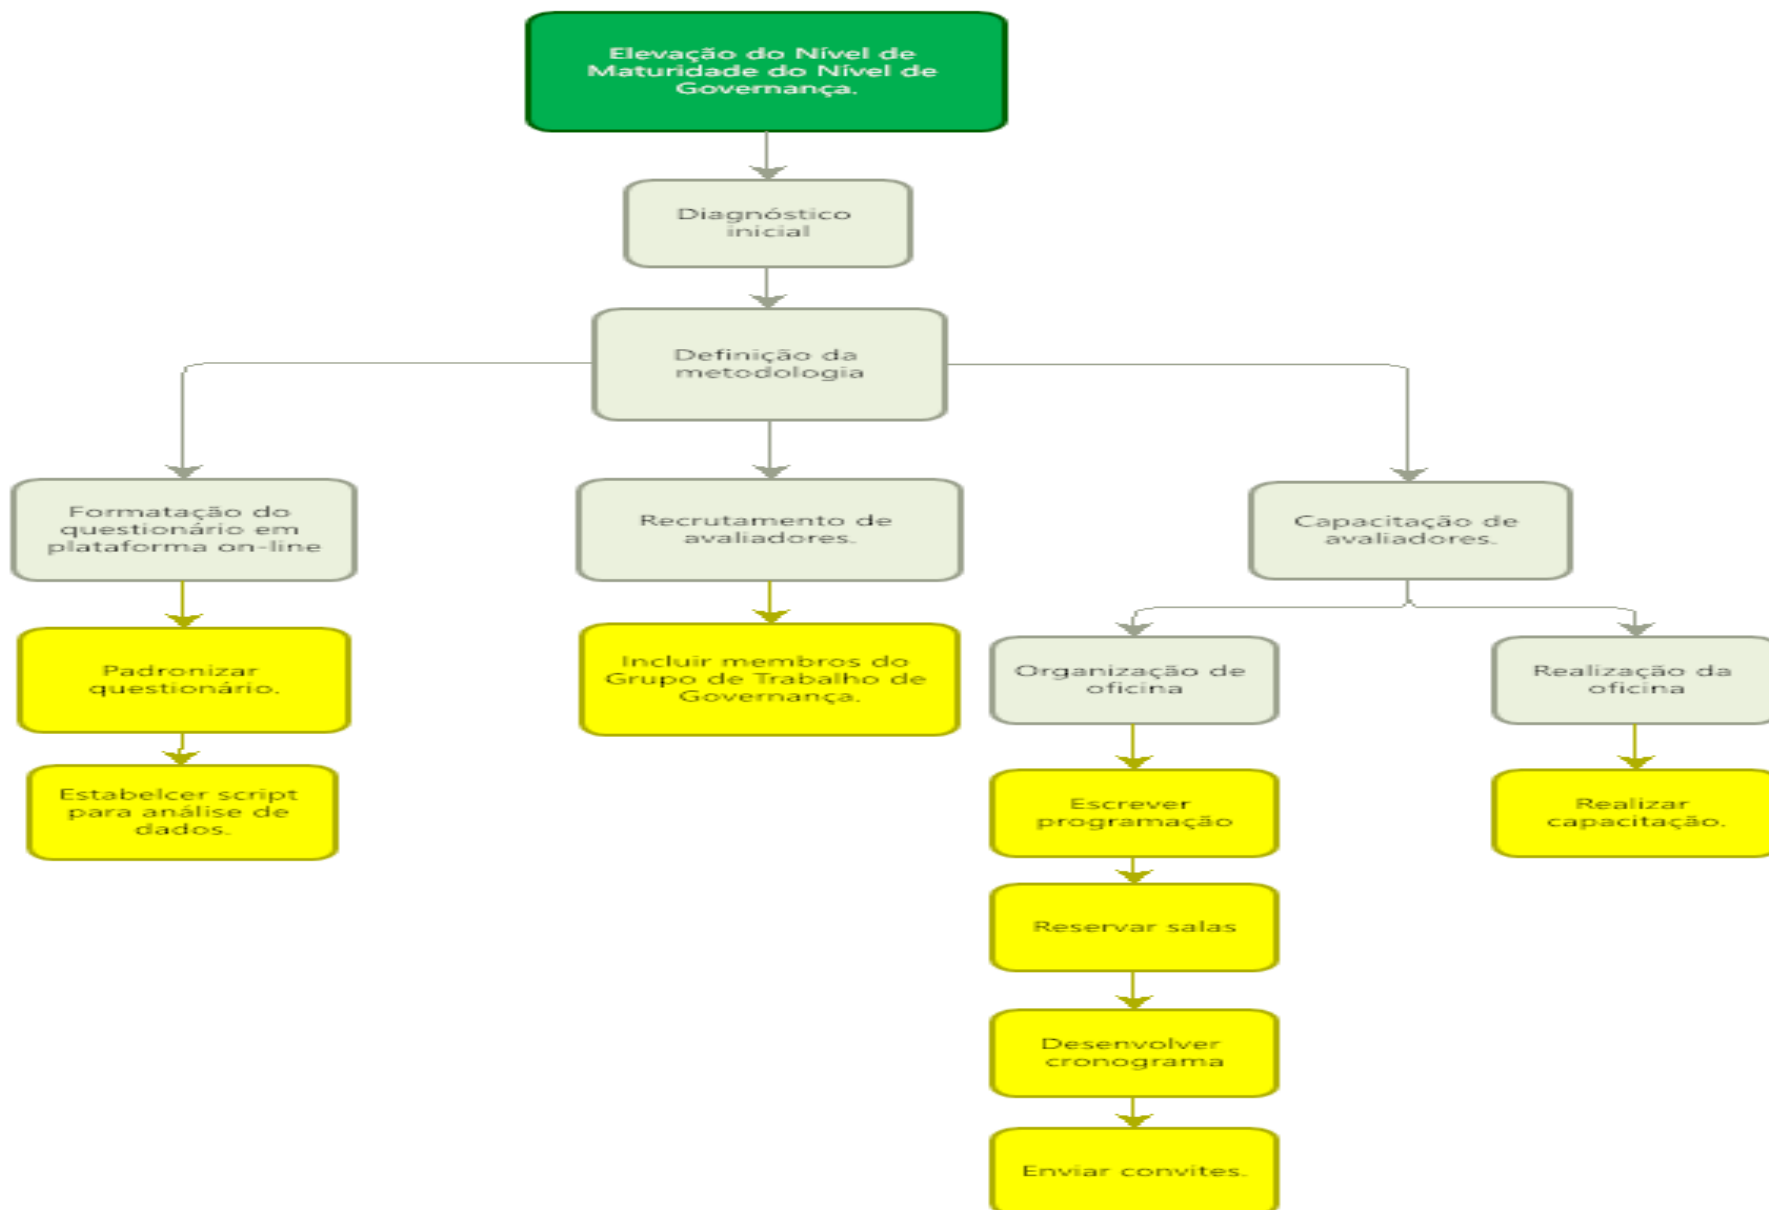 Elevação do Nível de
Maturidade do Nível de
Governança.
Diagnóstico
inicial
Definição da
metodologia
Formatação do
questionário em
plataforma on-line
Recrutamento de
avaliadores.
Capacitação de
avaliadores.
Padronizar
questionário.
Incluir membros do
Grupo de Trabalho de
Governança.
Organização de
oficina
Realização da
oficina
Estabelcer script
para análise de
dados.
Escrever
programação
Realizar
capacitação.
Reservar salas
Desenvolver
cronograma
Enviar convites.